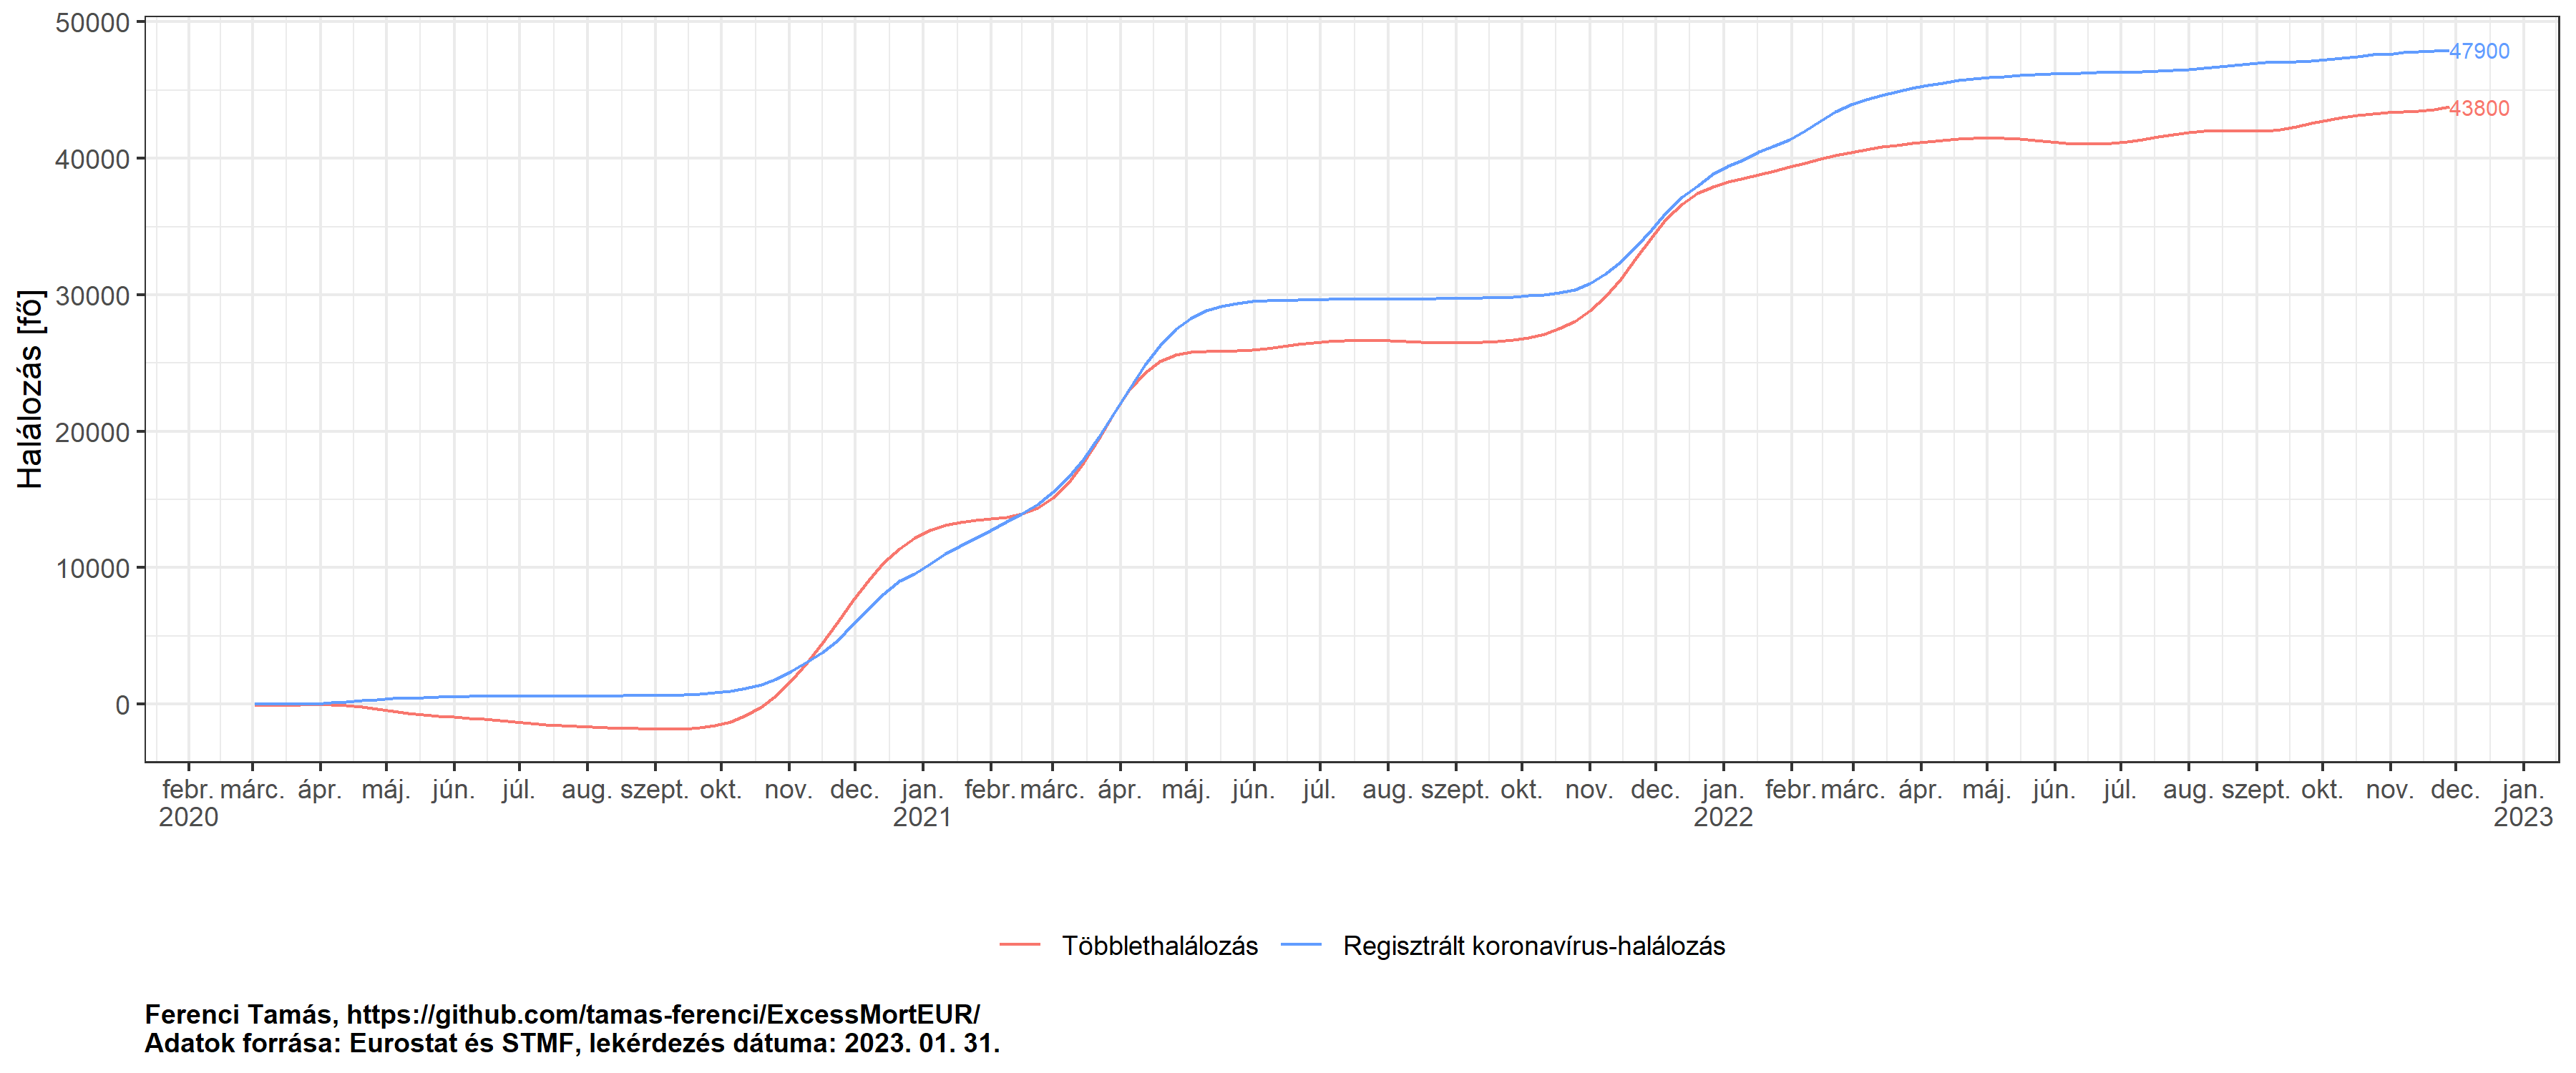 50000
40000
30000
20000
10000
0
Halálozás [fő]
47900
43800
febr. márc. ápr. máj. jún. júl. aug. szept. okt. nov. dec. jan. febr. márc. ápr. máj. jún. júl. aug. szept. okt. nov. dec. jan. febr. márc. ápr. máj. jún. júl. aug. szept. okt. nov. dec. jan.
2020 2021 2022 2023
Többlethalálozás Regisztrált koronavírus-halálozás
Ferenci Tamás, https://github.com/tamas-ferenci/ExcessMortEUR/
Adatok forrása: Eurostat és STMF, lekérdezés dátuma: 2023. 01. 31.